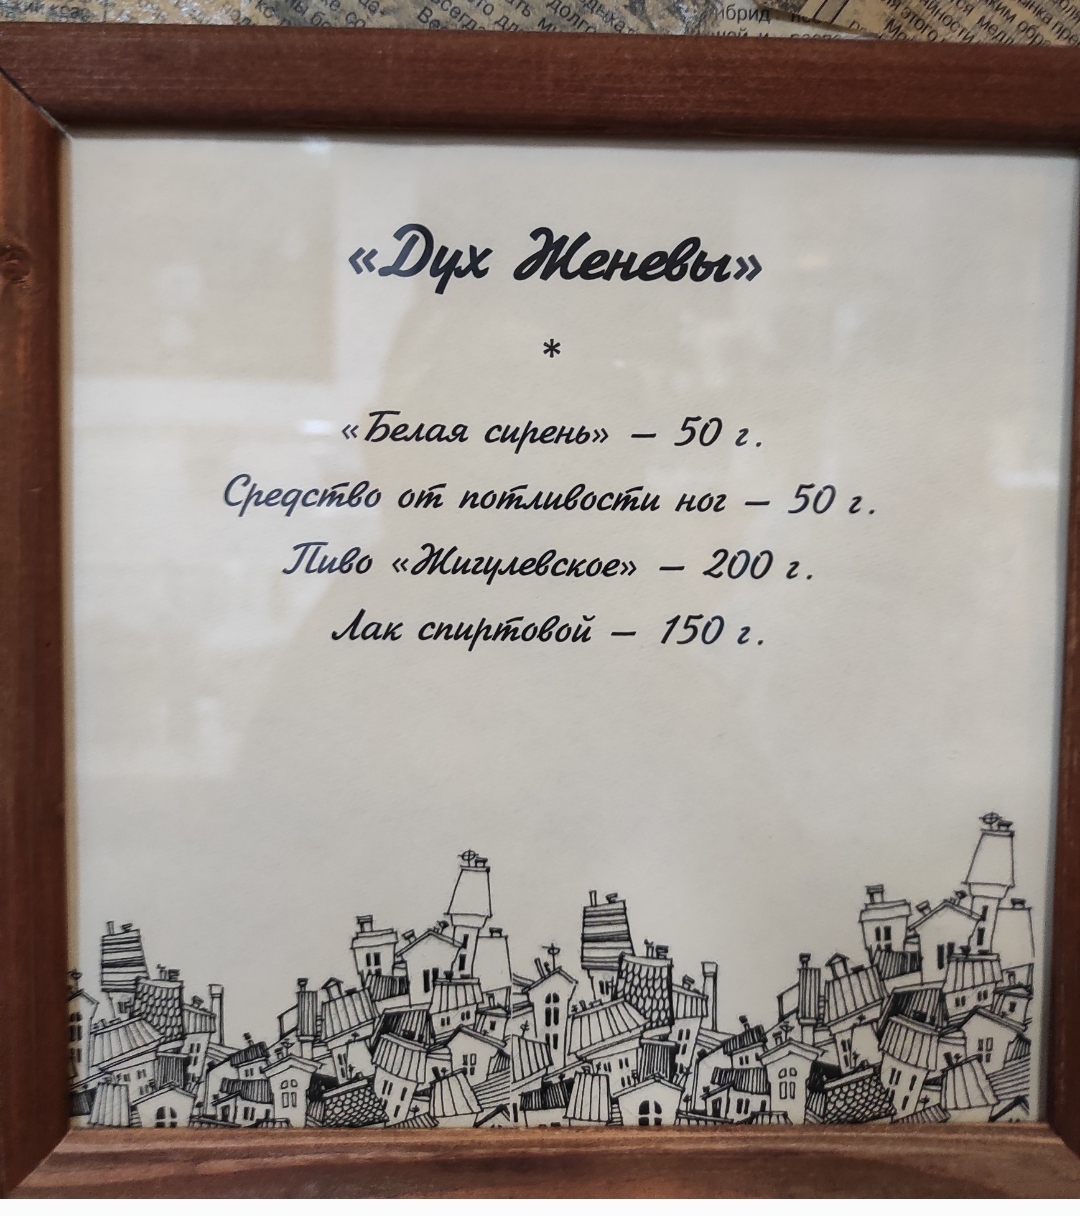 «Дух Женевы»
*
«Белая сирень» – 50 г.
Средство от потливости ног – 50 г.
Пиво «Жигулевское» – 200 г.
Лак спиртовой – 150 г.